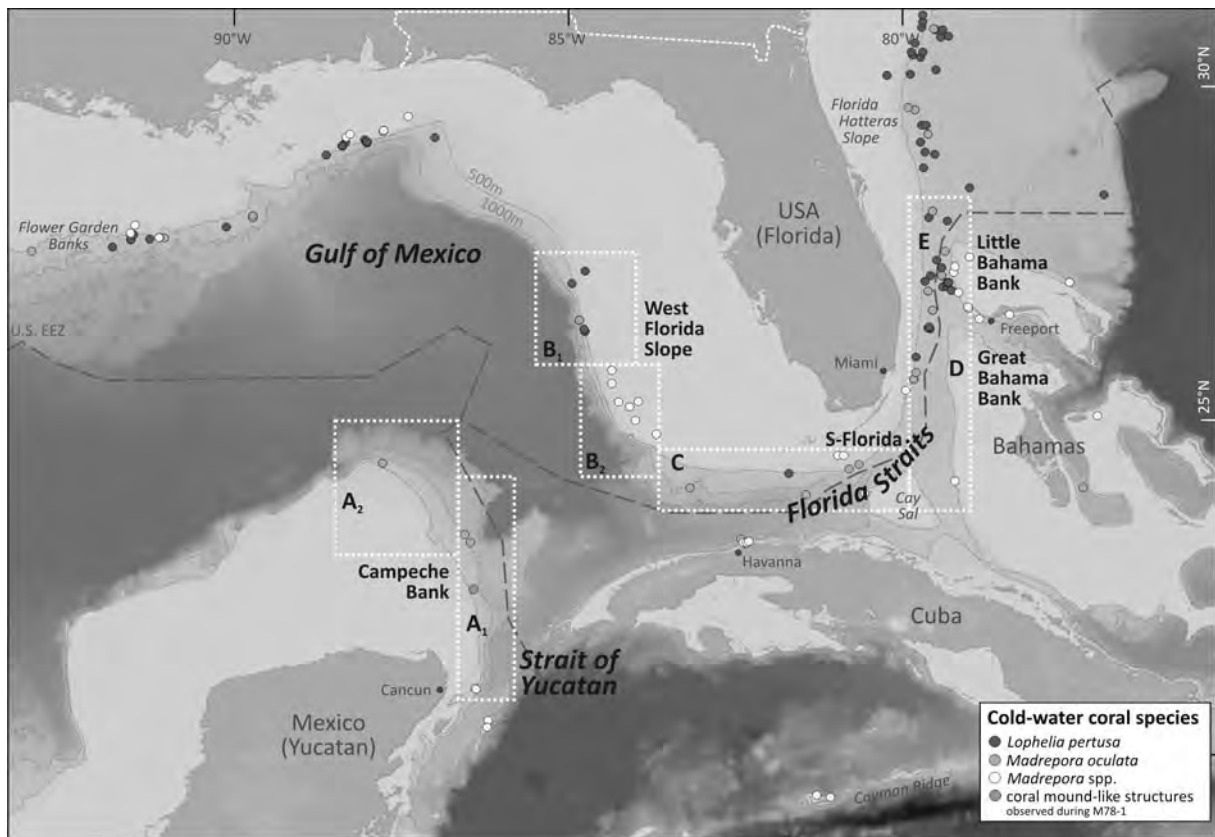 90°W
85°W
80°W
30°N
Florida
Hatteras
Slope
500m
1000m
USA
(Florida)
Flower Garden
Banks
Gulf of Mexico
E
Little
Bahama
Bank
U.S. EEZ
West
Florida
Slope
Freeport
B1
Miami
D
Great
Bahama
Bank
25°N
S-Florida
Bahamas
B2
C
Florida Straits
A2
Cay
Sal
Havanna
Campeche
Bank
A1
Cuba
Strait of
Yucatan
Cancun
Mexico
(Yucatan)
Cayman Ridge
Cold-water coral species
Lophelia pertusa
Madrepora oculata
Madrepora spp.
coral mound-like structures
observed during M78-1